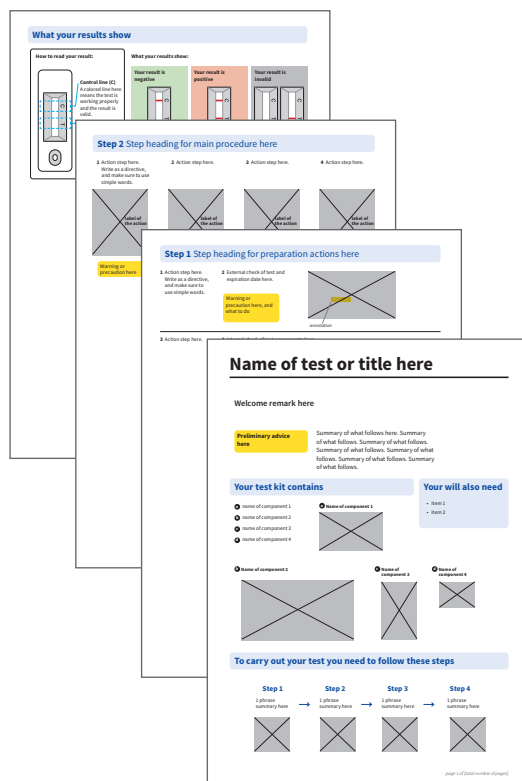 What your results show
How to read your result:
What your results show:
Control line (C)
A colored line here
means the test is
working properly
and the result is
valid.
Your result is
negative
Your result is
positive
Your result is
invalid
C
T
C
C
C
C
Step 2 Step heading for main procedure here
1 Action step here.
Write as a directive,
and make sure to
use simple words.
2 Action step here.
3 Action step here.
4 Action step here.
label of
the action
label of
the action
label of
the action
label of
the action
Warning or
precaution here
Step 1 Step heading for preparation actions here
1 Action step here.
Write as a directive,
and make sure to
use simple words.
2 External check of test and
expiration date here.
Warning or
precaution here, and
what to do
annotation
3 Action step here.
Name of test or title here
Welcome remark here
Preliminary advice
here
Summary of what follows here. Summary
of what follows. Summary of what follows.
Summary of what follows. Summary of what
follows. Summary of what follows. Summary
of what follows.
Your test kit contains
a name of component 1
b name of component 2
c name of component 3
d name of component 4
a Name of component 1
Your will also need
• item 1
• item 2
b Name of component 2
c Name of
component 3
d Name of
component 4
To carry out your test you need to follow these steps
Step 1
1 phrase
summary here
Step 2
1 phrase
summary here
Step 3
1 phrase
summary here
Step 4
1 phrase
summary here
page 1 of [total number of pages]